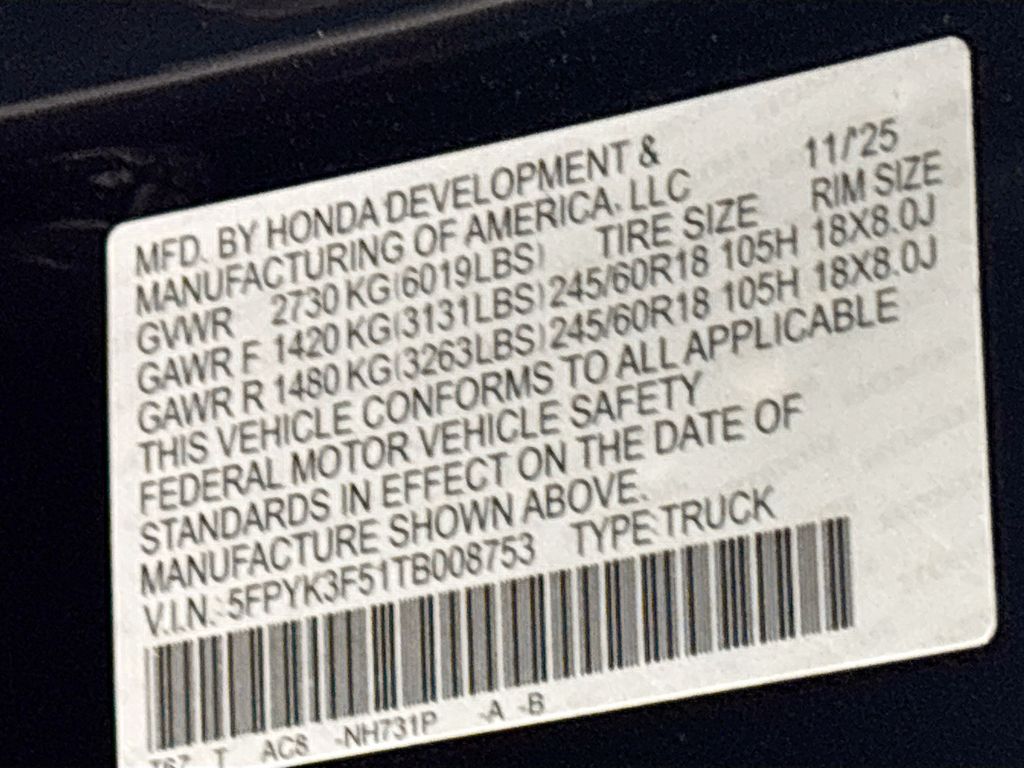 MFD. BY HONDA DEVELOPMENT & 11/'25
MANUFACTURING OF AMERICA, LLC
GVWR 2730 KG(6019LBS) TIRE SIZE RIM SIZE
GAWR F 1420 KG(3131LBS) 245/60R18 105H 18X8.0J
GAWR R 1480 KG(3263LBS) 245/60R18 105H 18X8.0J
THIS VEHICLE CONFORMS TO ALL APPLICABLE
FEDERAL MOTOR VEHICLE SAFETY
STANDARDS IN EFFECT ON THE DATE OF
MANUFACTURE SHOWN ABOVE.
V.I.N.:5FPYK3F51TB008753 TYPE:TRUCK
T AC8 -NH731P -A -B